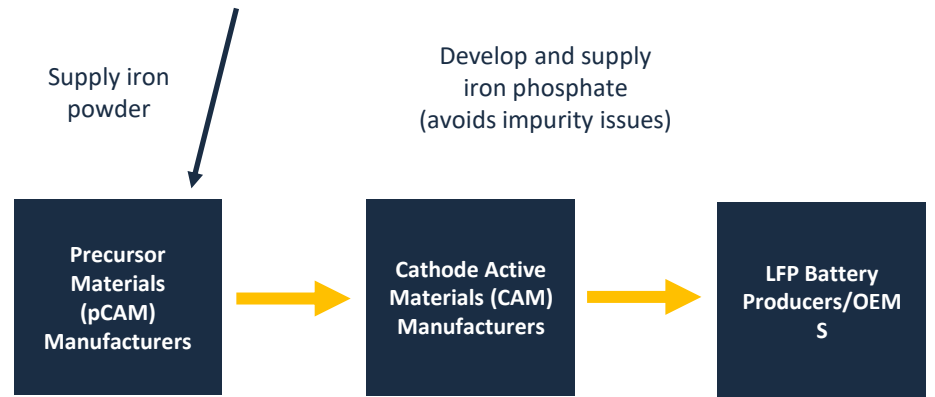 Supply iron
powder
Develop and supply
iron phosphate
(avoids impurity issues)
Precursor
Materials
(pCAM)
Manufacturers
Cathode Active
Materials (CAM)
Manufacturers
LFP Battery
Producers/OEM
S